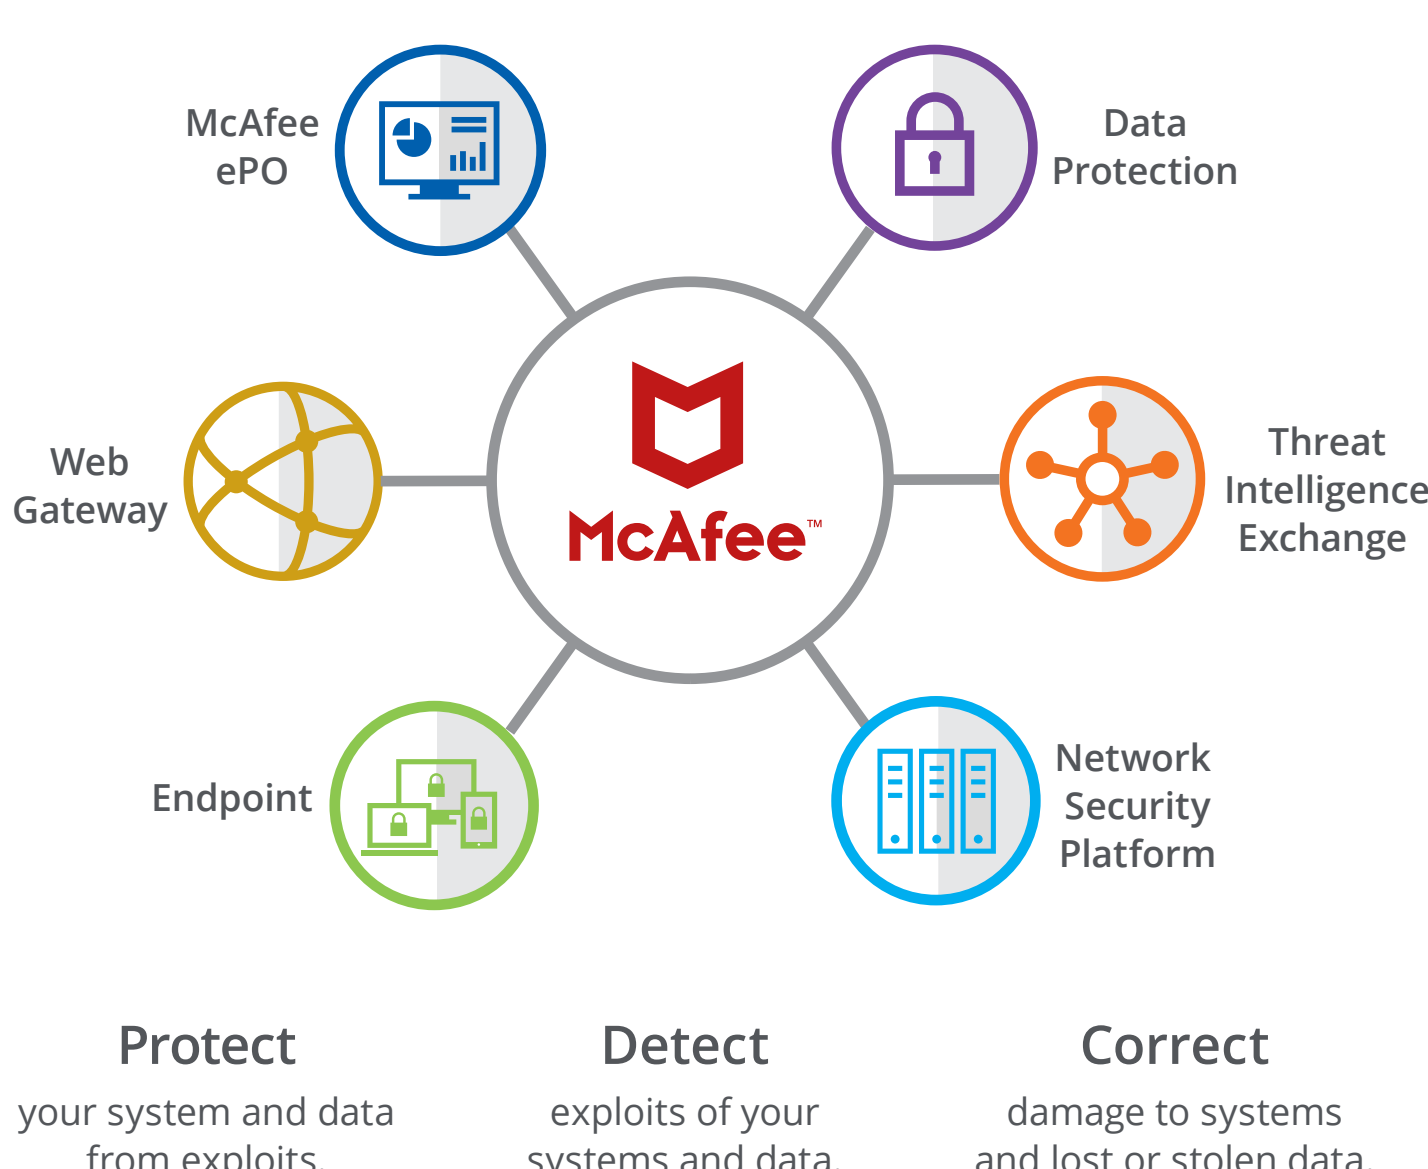 McAfee
ePO
Data
Protection
Web
Gateway
McAfee™
Threat
Intelligence
Exchange
Endpoint
Network
Security
Platform
Protect
your system and data
from exploits.
Detect
exploits of your
systems and data.
Correct
damage to systems
and lost or stolen data.